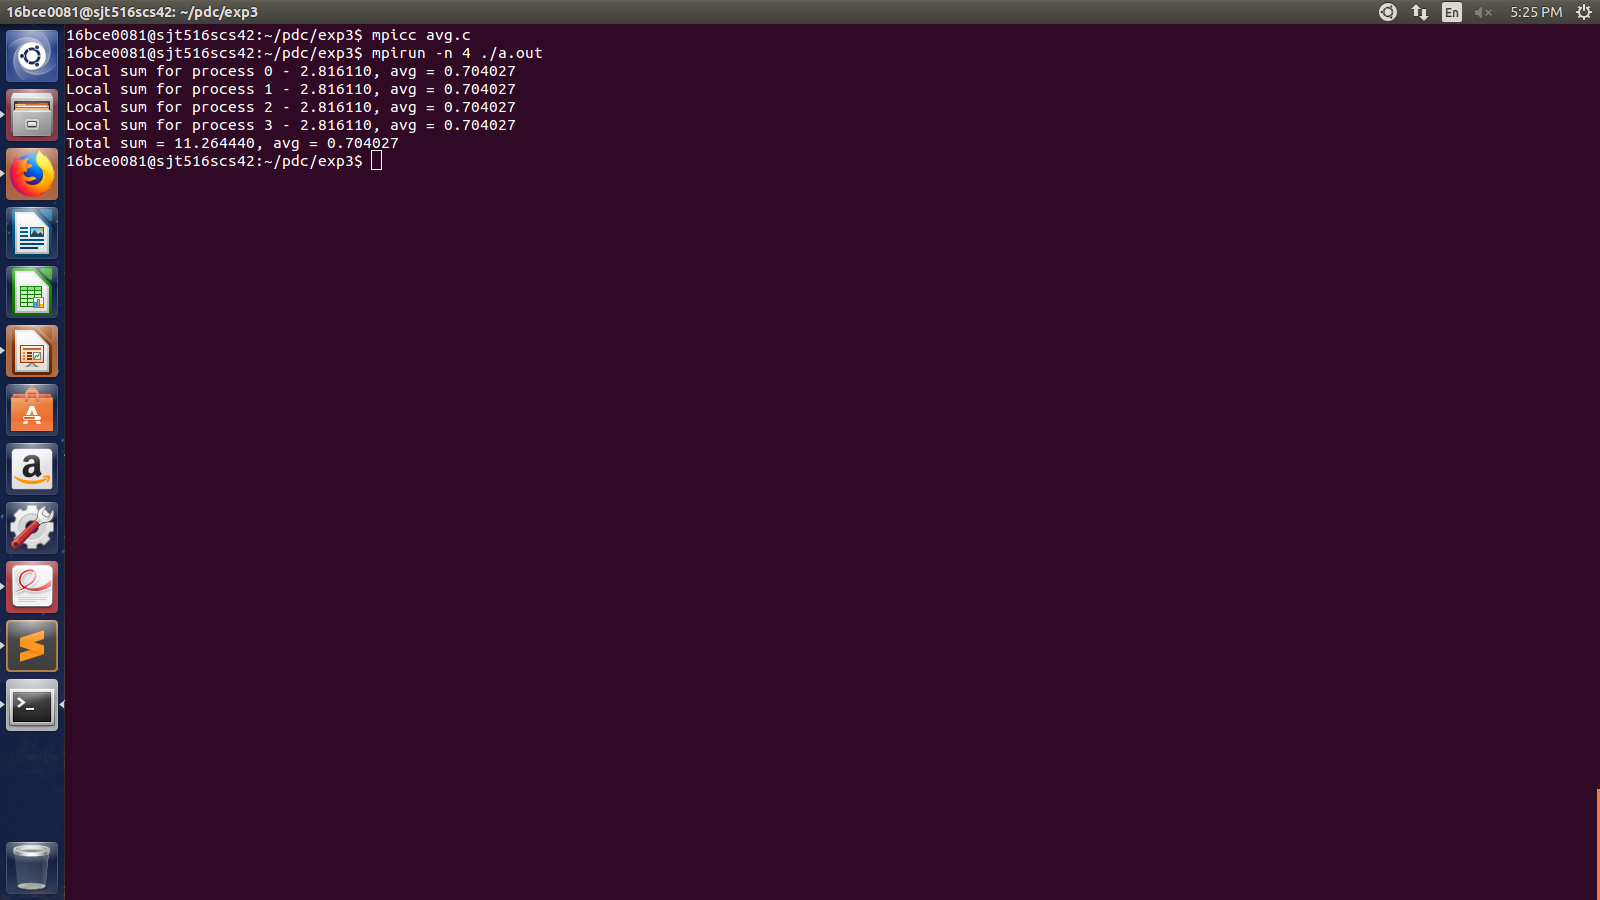 16bce0081@sjt516scs42: ~/pdc/exp3
En
5:25 PM
16bce0081@sjt516scs42:~/pdc/exp3$ mpicc avg.c
16bce0081@sjt516scs42:~/pdc/exp3$ mpirun -n 4 ./a.out
Local sum for process 0 - 2.816110, avg = 0.704027
Local sum for process 1 - 2.816110, avg = 0.704027
Local sum for process 2 - 2.816110, avg = 0.704027
Local sum for process 3 - 2.816110, avg = 0.704027
Total sum = 11.264440, avg = 0.704027
16bce0081@sjt516scs42:~/pdc/exp3$